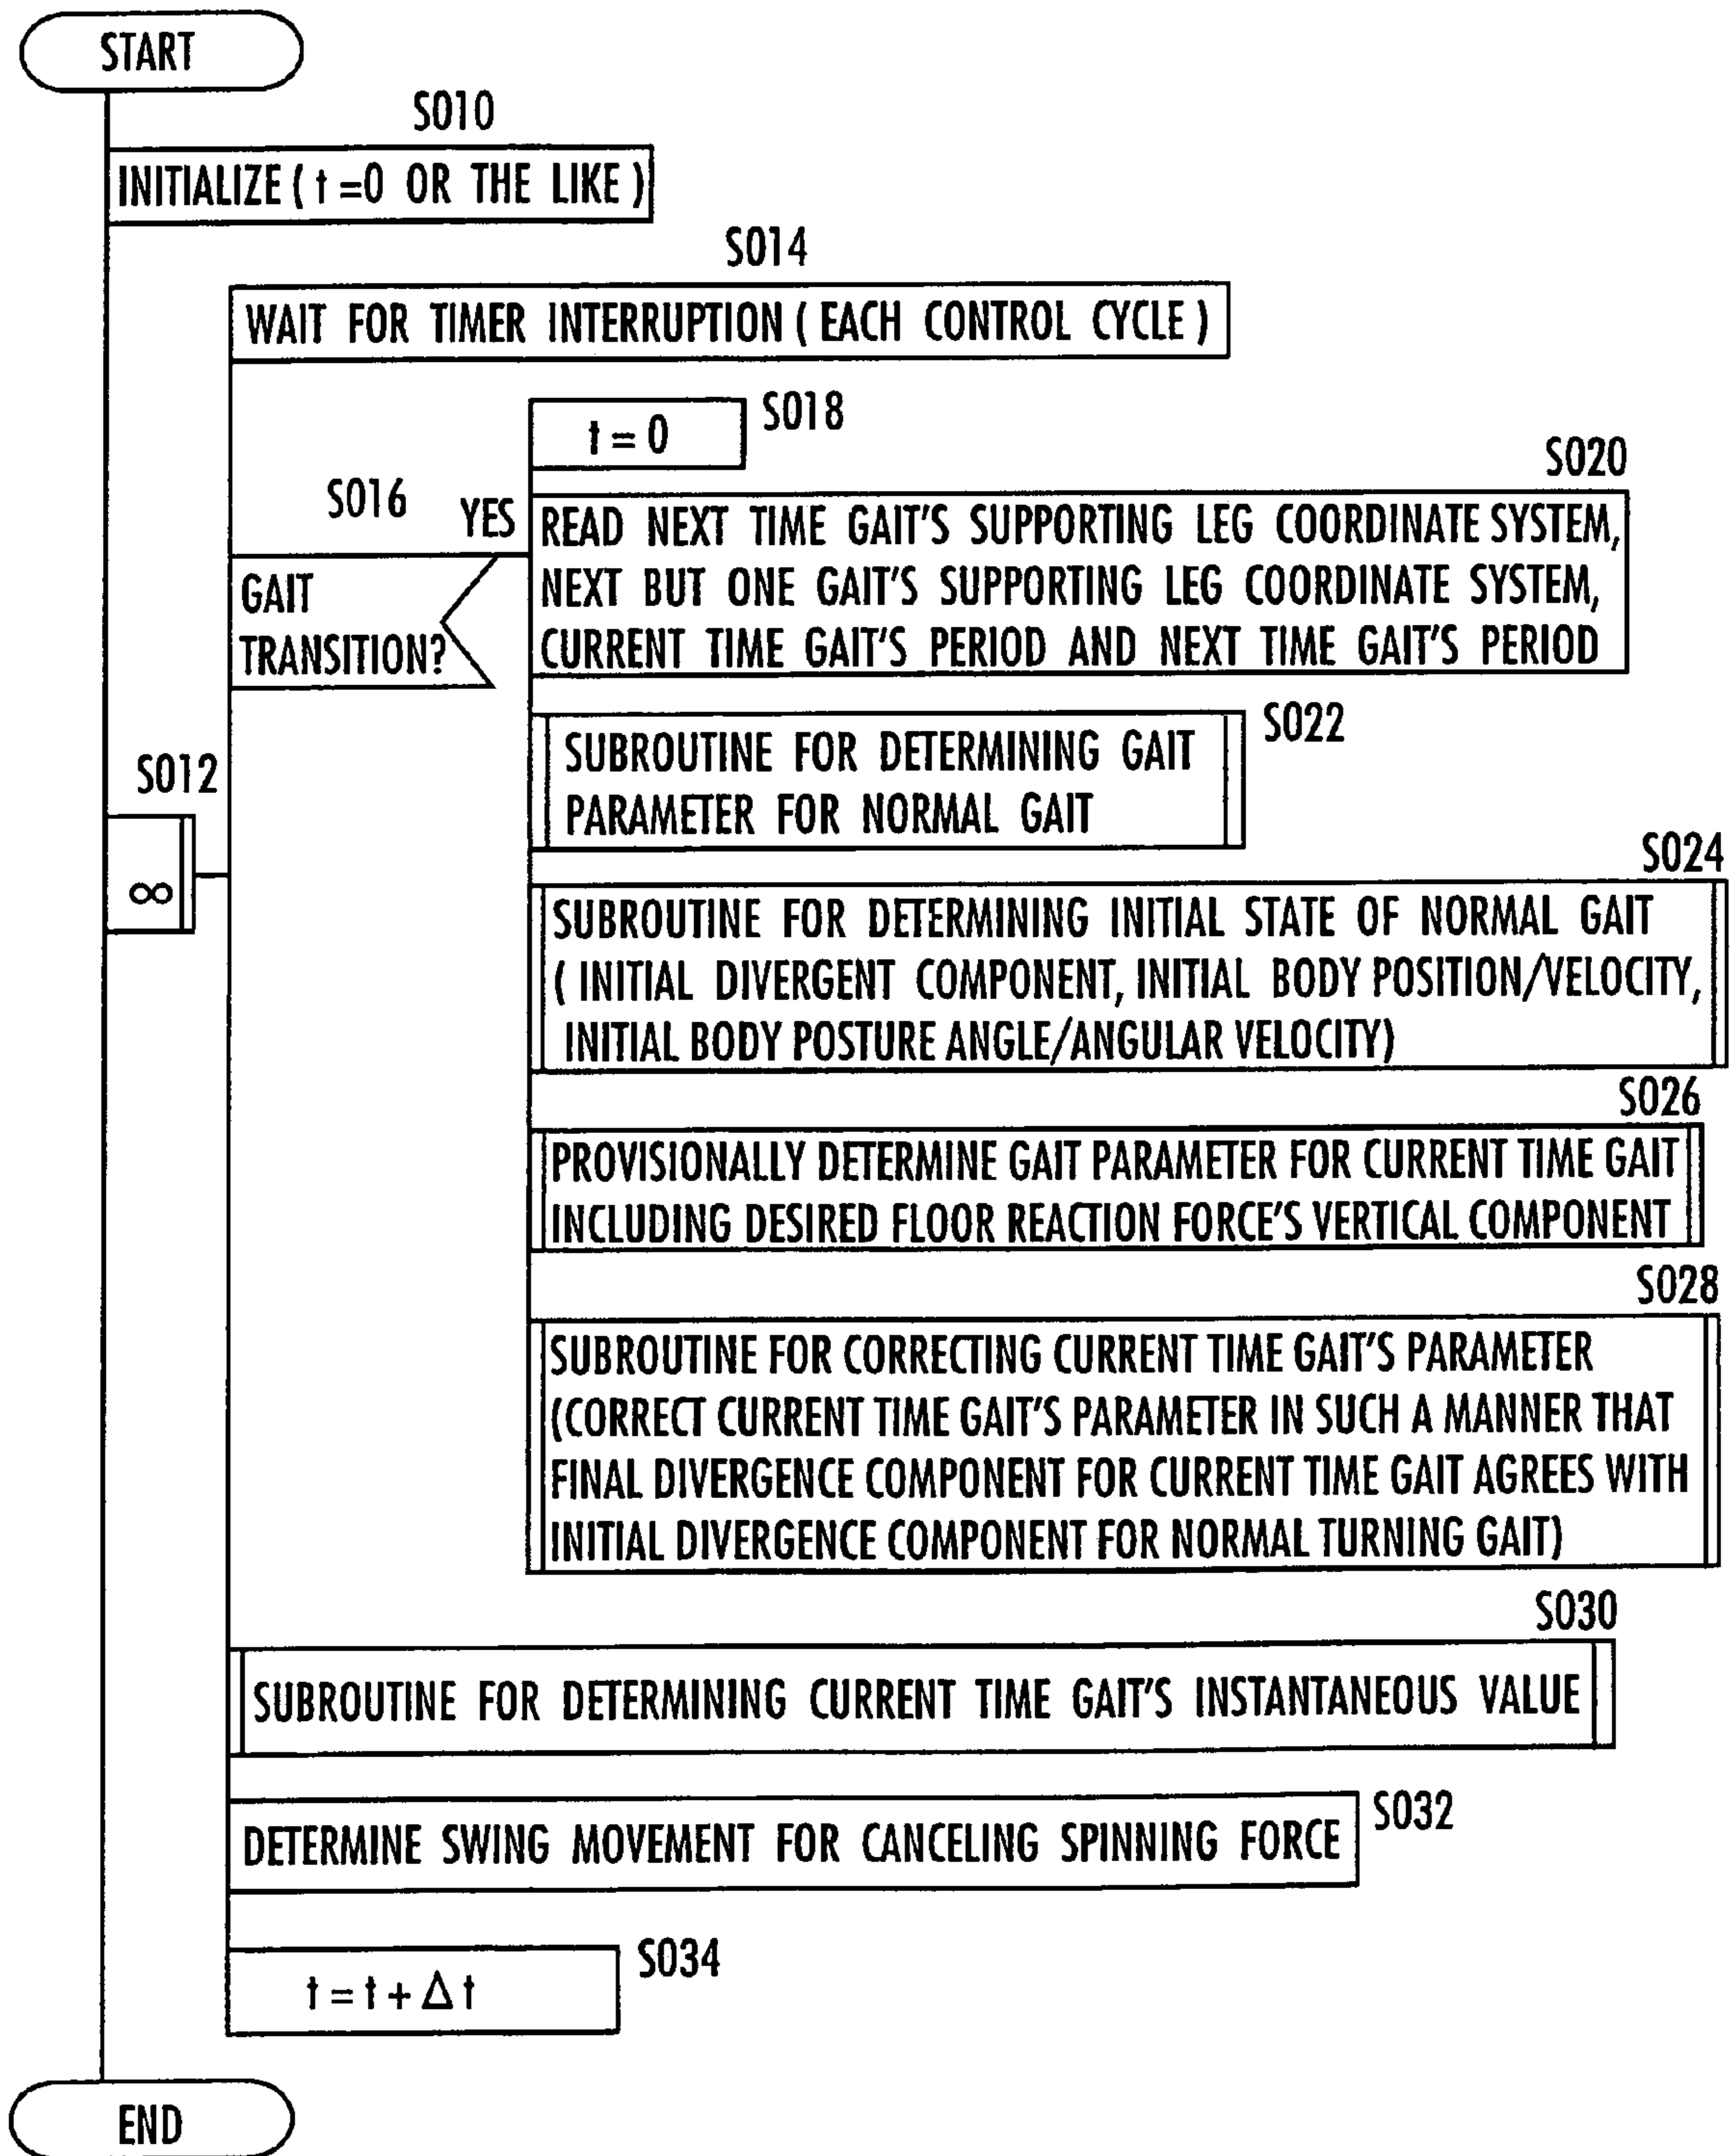 START
S010
INITIALIZE ( t =0 OR THE LIKE )
S014
WAIT FOR TIMER INTERRUPTION ( EACH CONTROL CYCLE )
S018
t = 0
S020
S016
YES
READ NEXT TIME GAIT'S SUPPORTING LEG COORDINATE SYSTEM,
NEXT BUT ONE GAIT'S SUPPORTING LEG COORDINATE SYSTEM,
CURRENT TIME GAIT'S PERIOD AND NEXT TIME GAIT'S PERIOD
GAIT
TRANSITION?
S022
SUBROUTINE FOR DETERMINING GAIT
PARAMETER FOR NORMAL GAIT
S012
∞
S024
SUBROUTINE FOR DETERMINING INITIAL STATE OF NORMAL GAIT
( INITIAL DIVERGENT COMPONENT, INITIAL BODY POSITION/VELOCITY,
INITIAL BODY POSTURE ANGLE/ANGULAR VELOCITY)
S026
PROVISIONALLY DETERMINE GAIT PARAMETER FOR CURRENT TIME GAIT
INCLUDING DESIRED FLOOR REACTION FORCE'S VERTICAL COMPONENT
S028
SUBROUTINE FOR CORRECTING CURRENT TIME GAIT'S PARAMETER
(CORRECT CURRENT TIME GAIT'S PARAMETER IN SUCH A MANNER THAT
FINAL DIVERGENCE COMPONENT FOR CURRENT TIME GAIT AGREES WITH
INITIAL DIVERGENCE COMPONENT FOR NORMAL TURNING GAIT)
S030
SUBROUTINE FOR DETERMINING CURRENT TIME GAIT'S INSTANTANEOUS VALUE
S032
DETERMINE SWING MOVEMENT FOR CANCELING SPINNING FORCE
S034
t = t + Δ t
END